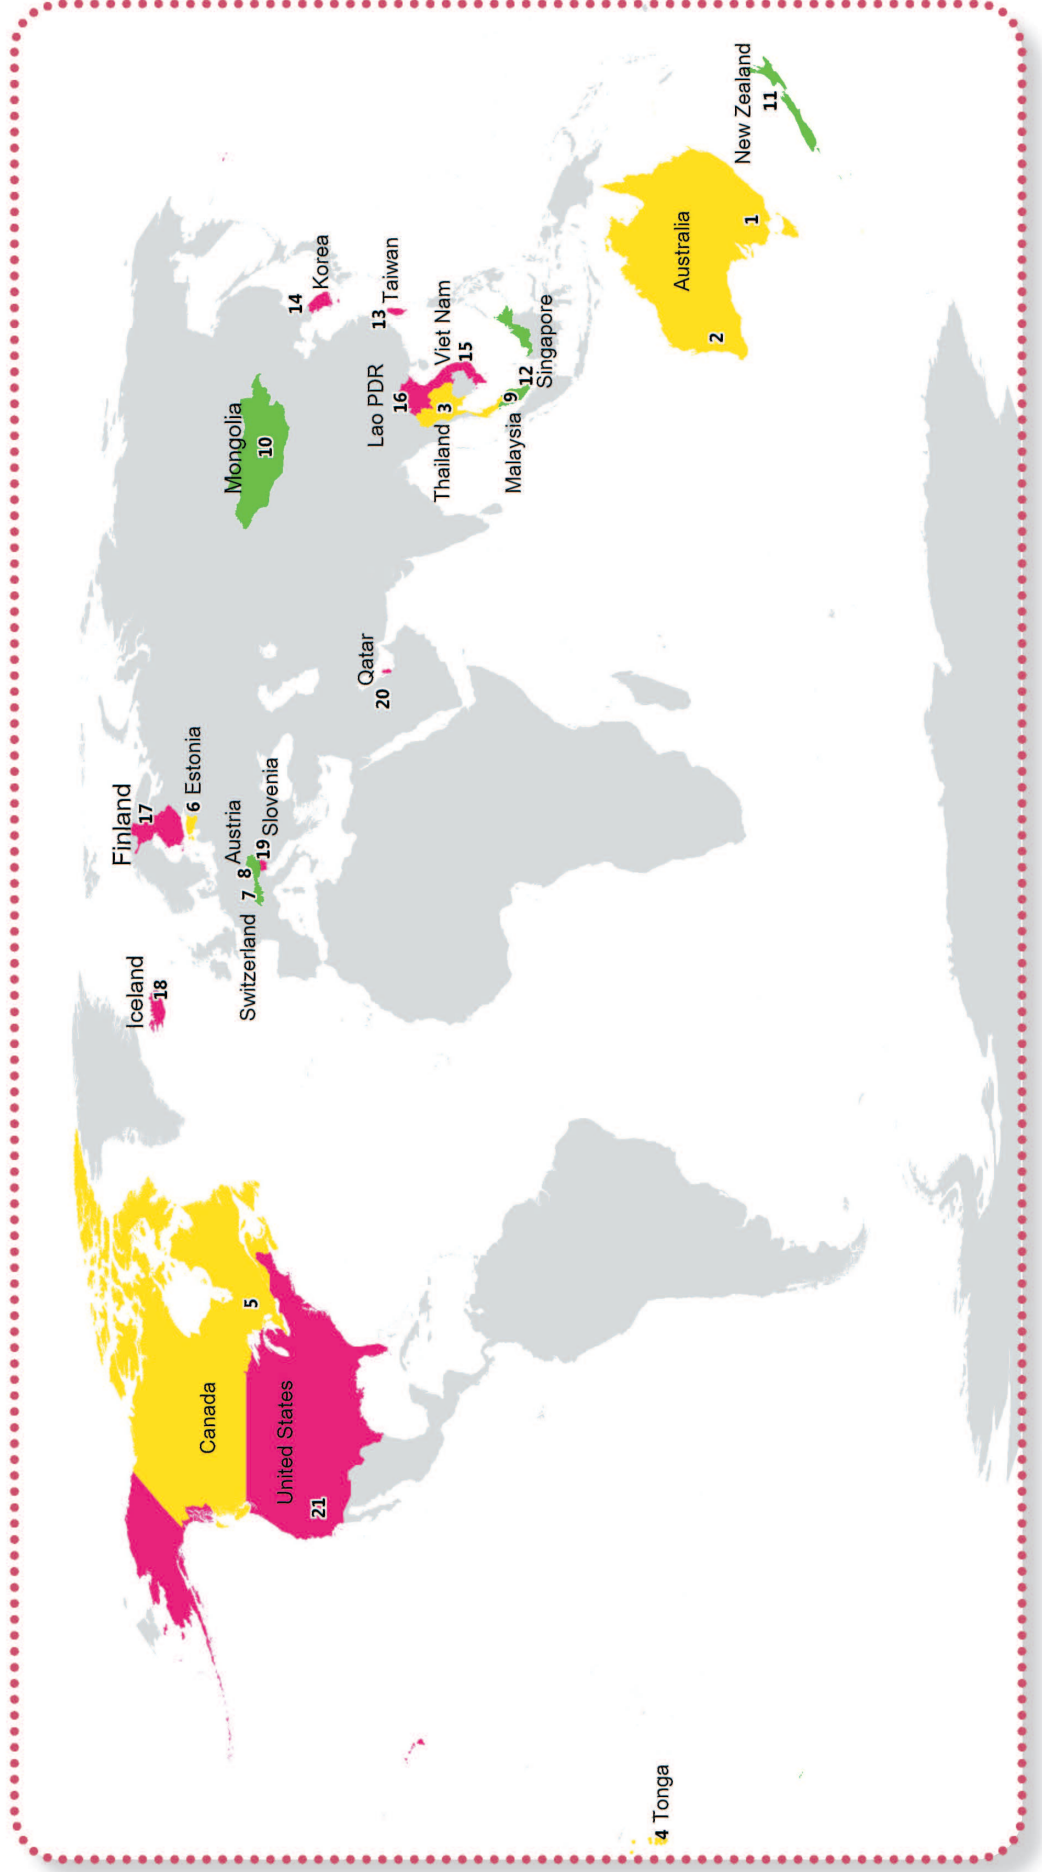 Canada
5
United States
21
Iceland
18
Finland
17
6 Estonia
Switzerland
7
8
Austria
19
Slovenia
Qatar
20
Mongolia
10
14
Korea
13
Taiwan
Lao PDR
16
Viet Nam
15
Thailand
3
Malaysia
9
12
Singapore
Australia
1
2
New Zealand
11
4 Tonga